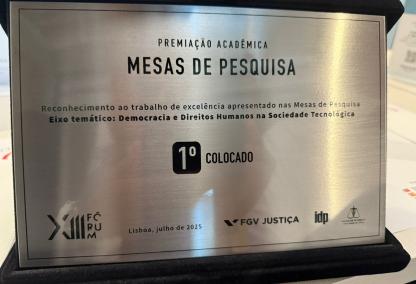 PREMIAÇÃO ACADÊMICA
MESAS DE PESQUISA
Reconhecimento ao trabalho de excelência apresentado nas Mesas de Pesquisa
Eixo temático: Democracia e Direitos Humanos na Sociedade Tecnológica
1º COLOCADO
XIII FÓRUM
Lisboa, julho de 2025
FGV JUSTIÇA
idp